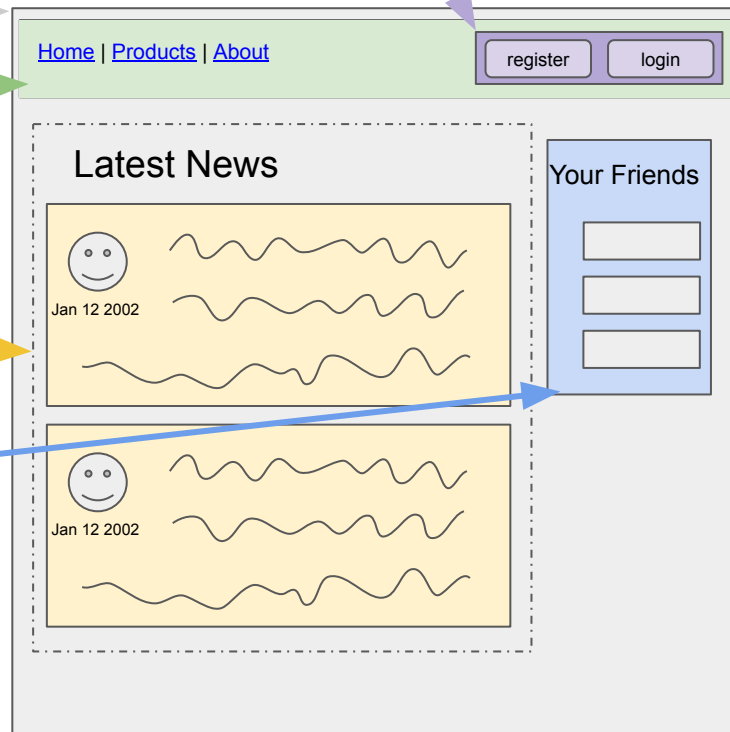 Home | Products | About
register
login
Latest News
Your Friends
Jan 12 2002
Jan 12 2002